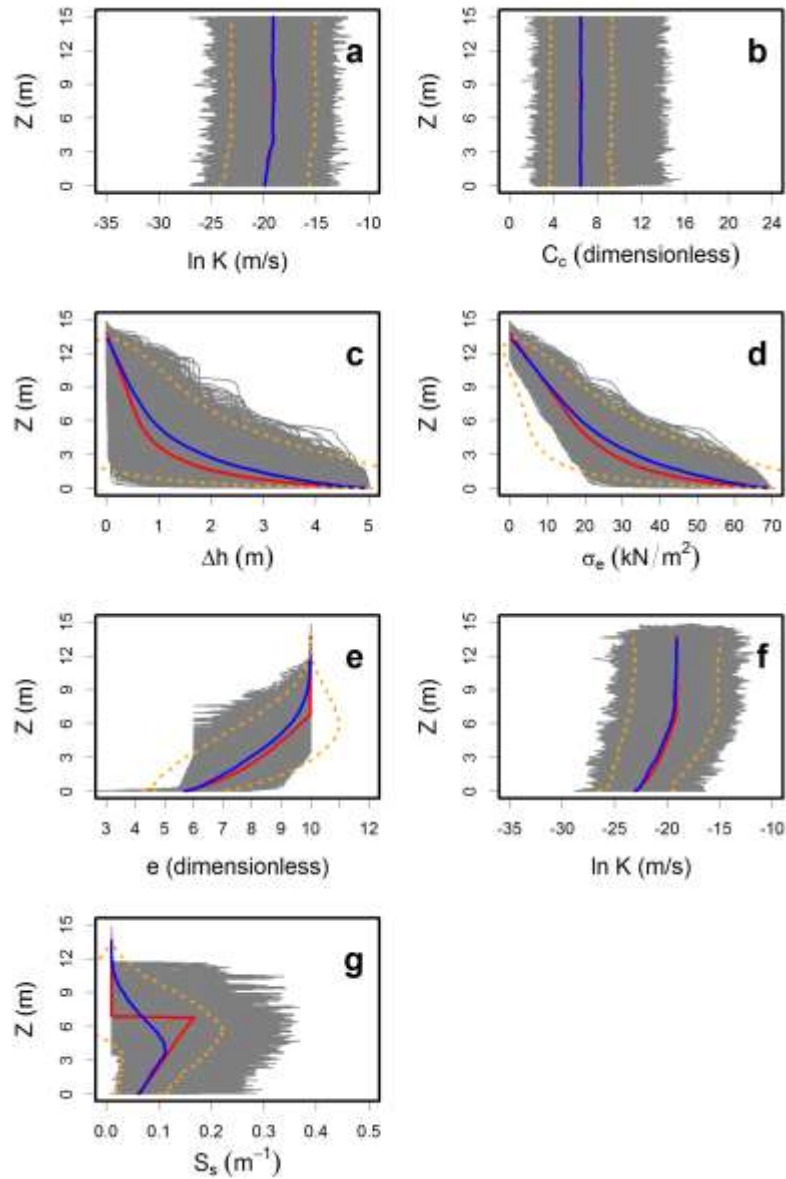 a
Z (m)
0 3 6 9 12 15
-35 -30 -25 -20 -15 -10
ln K (m/s)
b
Z (m)
0 3 6 9 12 15
0 4 8 12 16 20 24
C_c (dimensionless)
c
Z (m)
0 3 6 9 12 15
0 1 2 3 4 5
Δh (m)
d
Z (m)
0 3 6 9 12 15
0 10 20 30 40 50 60 70
σ_e (kN/m²)
e
Z (m)
0 3 6 9 12 15
3 4 5 6 7 8 9 10 12
e (dimensionless)
f
Z (m)
0 3 6 9 12 15
-35 -30 -25 -20 -15 -10
ln K (m/s)
g
Z (m)
0 3 6 9 12 15
0.0 0.1 0.2 0.3 0.4 0.5
S_s (m⁻¹)